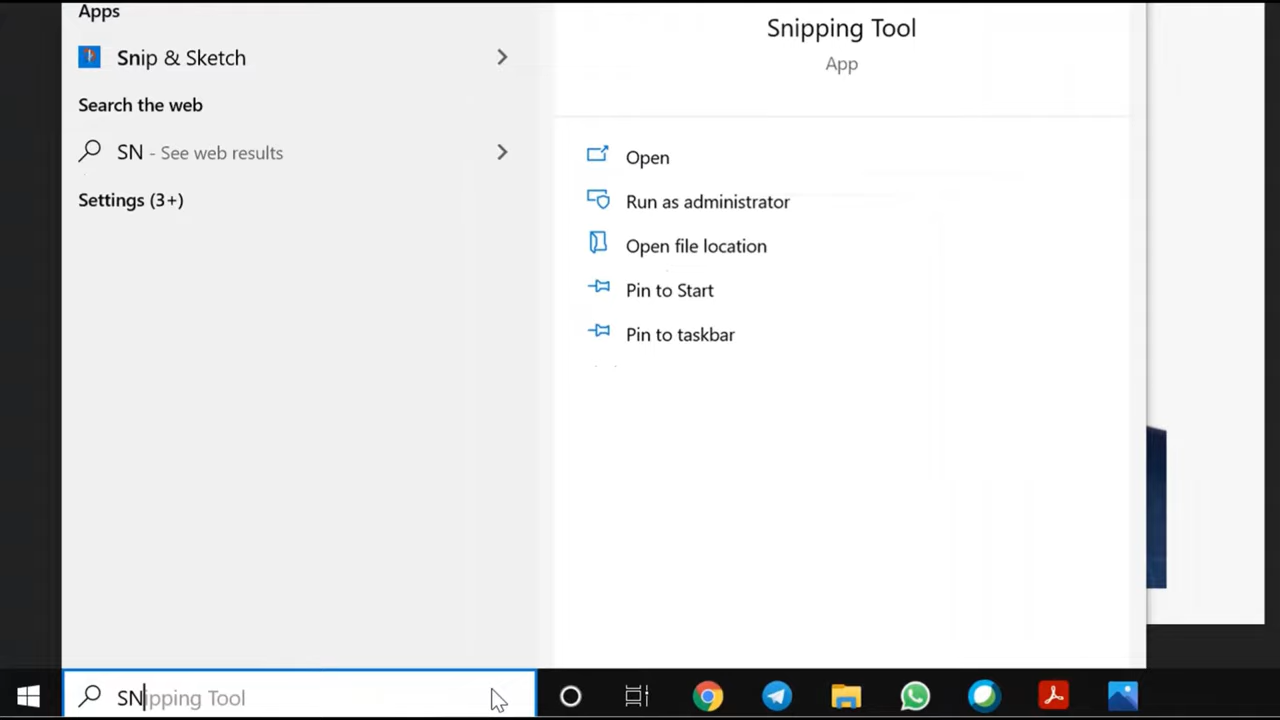 Apps
Snip & Sketch
Search the web
SN - See web results
Settings (3+)
Snipping Tool
App
Open
Run as administrator
Open file location
Pin to Start
Pin to taskbar
SNipping Tool